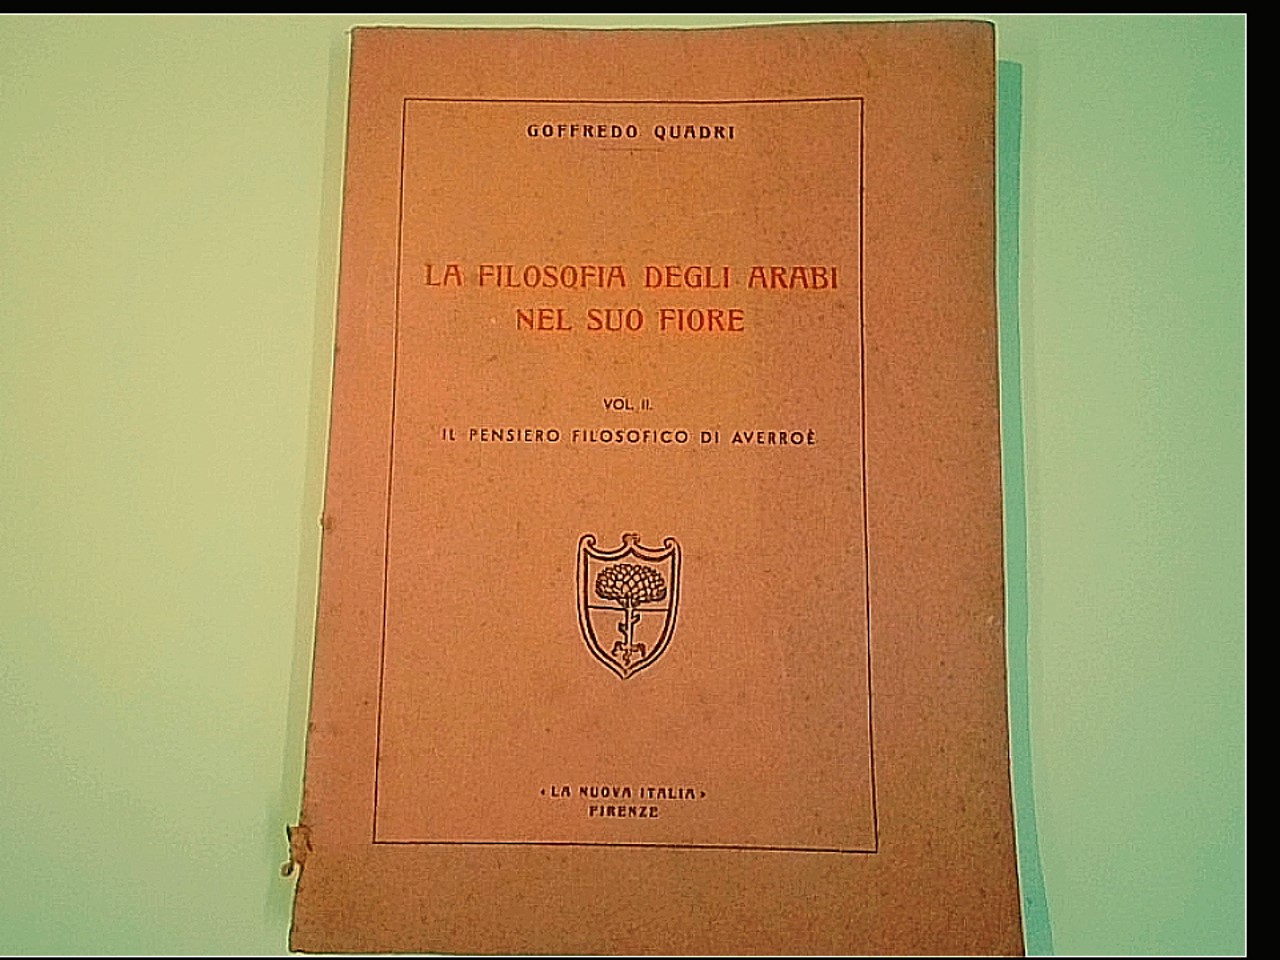 GOFFREDO QUADRI
LA FILOSOFIA DEGLI ARABI
NEL SUO FIORE
VOL. II.
IL PENSIERO FILOSOFICO DI AVERROÈ
«LA NUOVA ITALIA»
FIRENZE